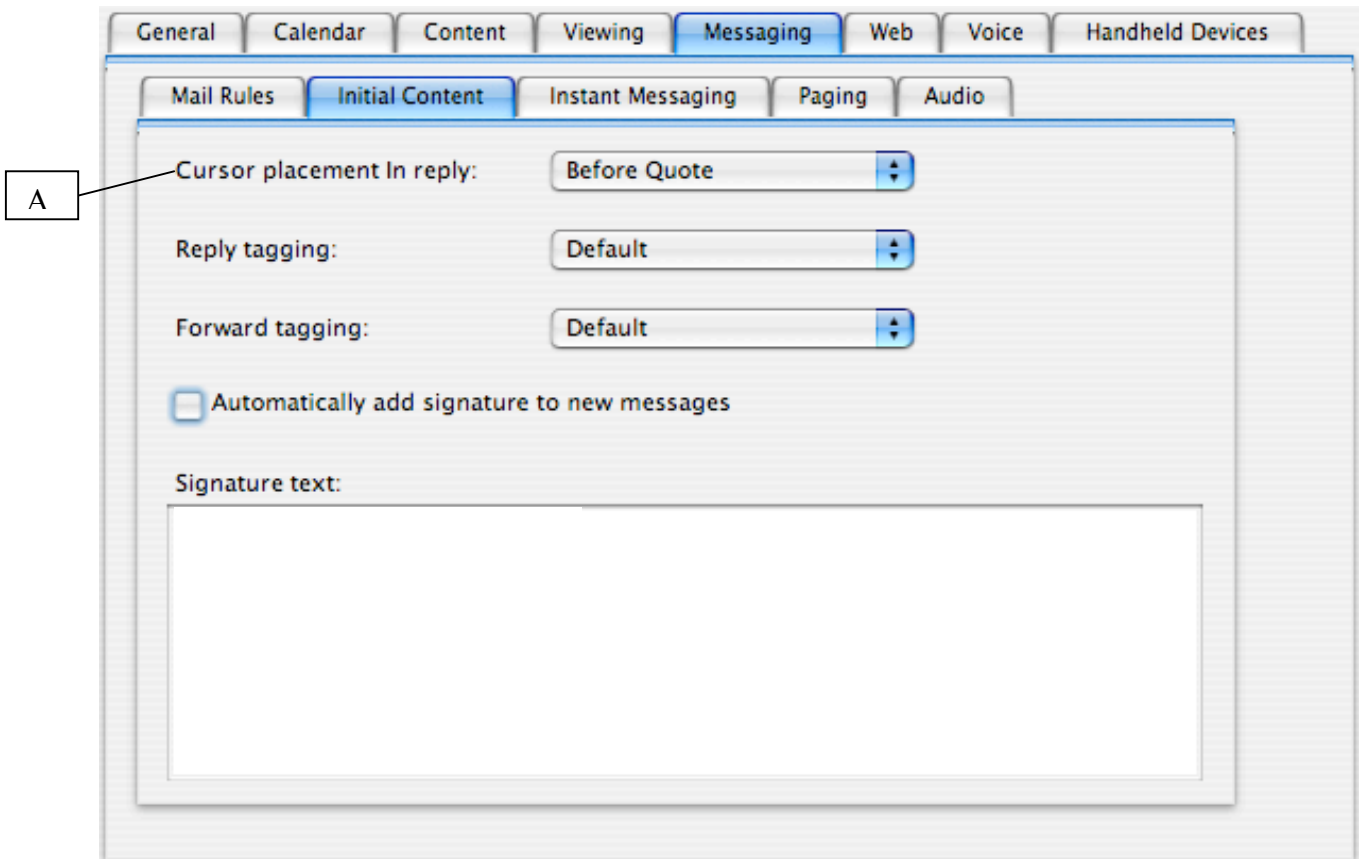 General Calendar Content Viewing Messaging Web Voice Handheld Devices
Mail Rules Initial Content Instant Messaging Paging Audio
A
Cursor placement In reply: Before Quote
Reply tagging: Default
Forward tagging: Default
Automatically add signature to new messages
Signature text: